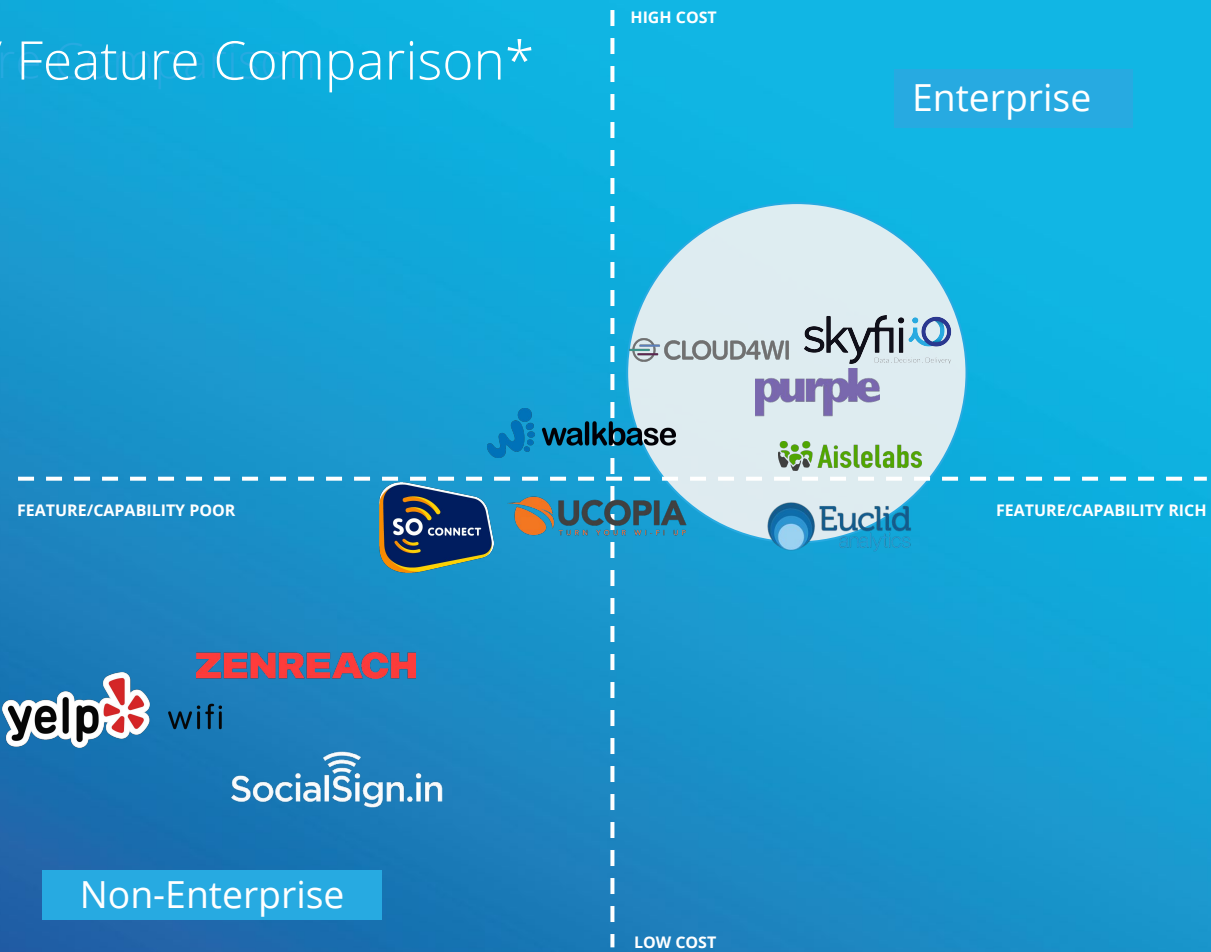 HIGH COST
/ Feature Comparison*
Enterprise
skyfii iO
Data. Decision. Delivery
CLOUD4WI
purple
walkbase
Aislelabs
FEATURE/CAPABILITY POOR
FEATURE/CAPABILITY RICH
SO CONNECT
UCOPIA
Euclid
analytics
ZENREACH
yelp wifi
SocialSign.in
Non-Enterprise
LOW COST